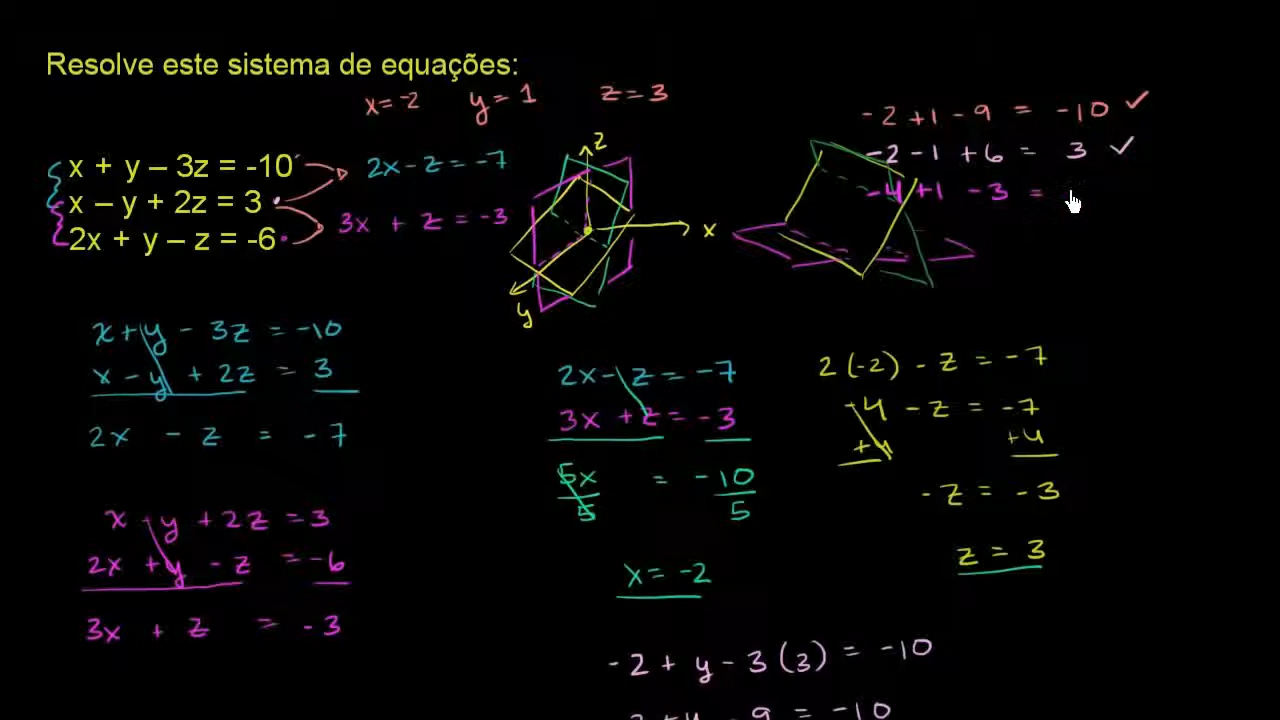 Resolve este sistema de equações:
x = -2 y = 1 z = 3
x + y – 3z = -10
x – y + 2z = 3
2x + y – z = -6
2x - z = -7
3x + z = -3
z
x
y
-2 + 1 - 9 = -10 ✓
-2 - 1 + 6 = 3 ✓
-4 + 1 - 3 =
x + y - 3z = -10
x - y + 2z = 3
2x - z = -7
x - y + 2z = 3
2x + y - z = -6
3x + z = -3
2x - z = -7
3x + z = -3
5x = -10
5 5
x = -2
2(-2) - z = -7
-4 - z = -7
+4 +4
-z = -3
z = 3
-2 + y - 3(3) = -10
-2 + y - 9 = -10